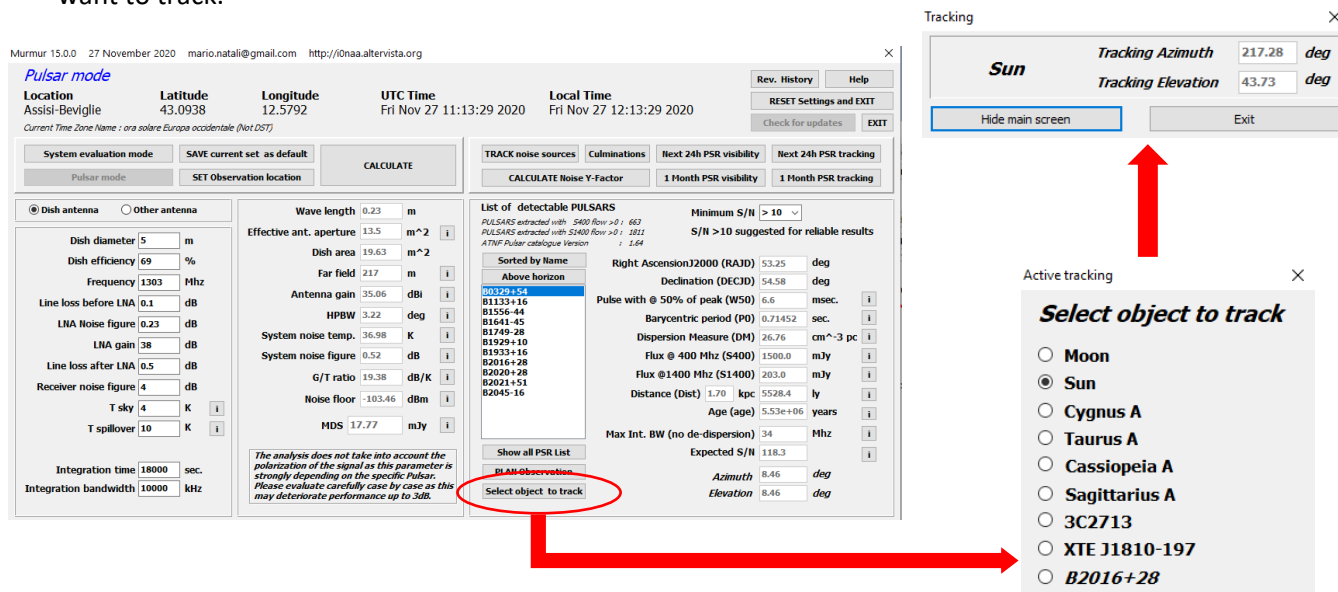 want to track.
Murmur 15.0.0 27 November 2020 mario.natali@gmail.com http://i0naa.altervista.org
Pulsar mode
Location Latitude Longitude UTC Time Local Time
Assisi-Beviglie 43.0938 12.5792 Fri Nov 27 11:13:29 2020 Fri Nov 27 12:13:29 2020
Current Time Zone Name : ora solare Europa occidentale (Not DST)
Rev. History Help
RESET Settings and EXIT
Check for updates EXIT
System evaluation mode SAVE current set as default
Pulsar mode SET Observation location
CALCULATE
TRACK noise sources Culminations Next 24h PSR visibility Next 24h PSR tracking
CALCULATE Noise Y-Factor 1 Month PSR visibility 1 Month PSR tracking
Dish antenna Other antenna
Dish diameter 5 m
Dish efficiency 69 %
Frequency 1303 Mhz
Line loss before LNA 0.1 dB
LNA Noise figure 0.23 dB
LNA gain 38 dB
Line loss after LNA 0.5 dB
Receiver noise figure 4 dB
T sky 4 K i
T spillover 10 K i
Integration time 18000 sec.
Integration bandwidth 10000 kHz
Wave length 0.23 m
Effective ant. aperture 13.5 m^2 i
Dish area 19.63 m^2
Far field 217 m i
Antenna gain 35.06 dBi i
HPBW 3.22 deg i
System noise temp. 36.98 K i
System noise figure 0.52 dB i
G/T ratio 19.38 dB/K i
Noise floor -103.46 dBm i
MDS 17.77 mJy i
The analysis does not take into account the
polarization of the signal as this parameter is
strongly depending on the specific Pulsar.
Please evaluate carefully case by case as this
may deteriorate performance up to 3dB.
List of detectable PULSARS
PULSARS extracted with S400 flow >0 : 663
PULSARS extracted with S1400 flow >0 : 1811
ATNF Pulsar catalogue Version : 1.64
Minimum S/N > 10
S/N >10 suggested for reliable results
Sorted by Name
Above horizon
B0329+54
B1133+16
B1556-44
B1641-45
B1749-28
B1929+10
B1933+16
B2016+28
B2020+28
B2021+51
B2045-16
Show all PSR List
PLAN Observation
Select object to track
Right AscensionJ2000 (RAJD) 53.25 deg
Declination (DECJD) 54.58 deg
Pulse with @ 50% of peak (W50) 6.6 msec. i
Barycentric period (P0) 0.71452 sec. i
Dispersion Measure (DM) 26.76 cm^-3 pc i
Flux @ 400 Mhz (S400) 1500.0 mJy i
Flux @1400 Mhz (S1400) 203.0 mJy i
Distance (Dist) 1.70 kpc 5528.4 ly i
Age (age) 5.53e+06 years i
Max Int. BW (no de-dispersion) 34 Mhz i
Expected S/N 118.3 i
Azimuth 8.46 deg
Elevation 8.46 deg
Tracking
Sun
Tracking Azimuth 217.28 deg
Tracking Elevation 43.73 deg
Hide main screen Exit
Active tracking
Select object to track
Moon
Sun
Cygnus A
Taurus A
Cassiopeia A
Sagittarius A
3C2713
XTE J1810-197
B2016+28